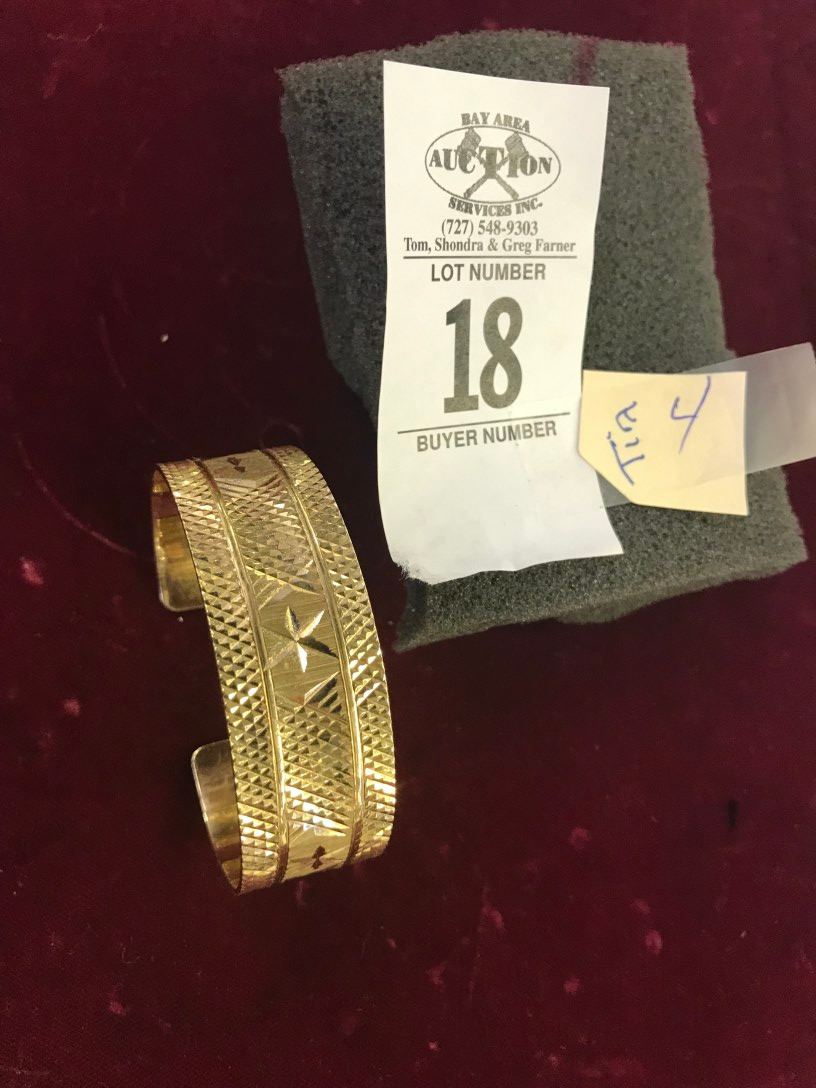 BAY AREA
AUCTION
SERVICES INC.
(727) 548-9303
Tom, Shondra & Greg Farner
LOT NUMBER
18
BUYER NUMBER
Tia
4